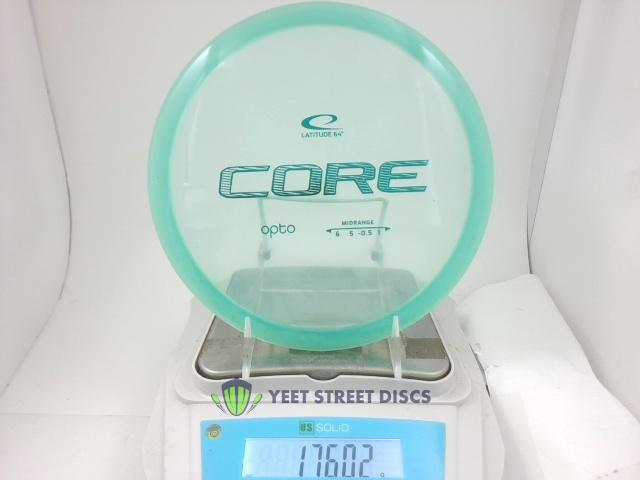 LATITUDE 64°
CORE
opto
MIDRANGE
6 5 -0.5 1
YEET STREET DISCS
US SOLID
176.02 g